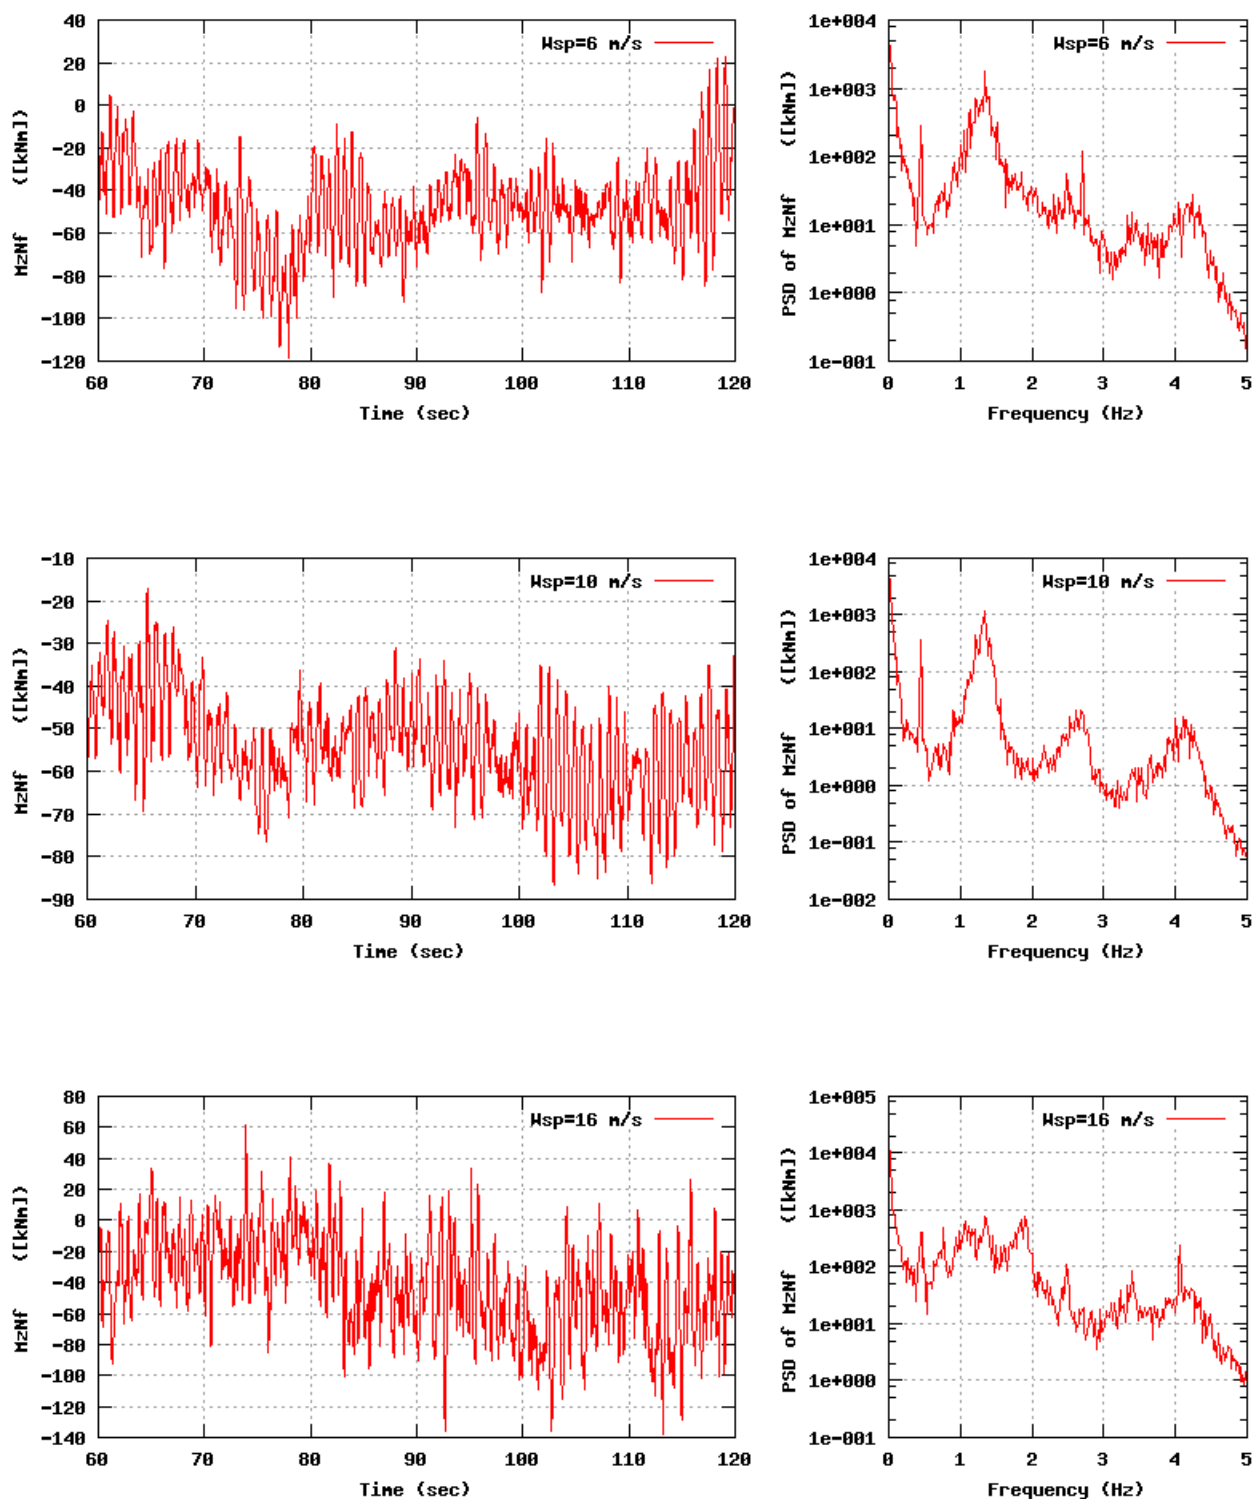 Wsp=6 m/s
MzNf ([kNm])
40
20
0
-20
-40
-60
-80
-100
-120
60 70 80 90 100 110 120
Time (sec)
Wsp=6 m/s
PSD of MzNf ([kNm])
1e+004
1e+003
1e+002
1e+001
1e+000
1e-001
0 1 2 3 4 5
Frequency (Hz)
Wsp=10 m/s
MzNf ([kNm])
-10
-20
-30
-40
-50
-60
-70
-80
-90
60 70 80 90 100 110 120
Time (sec)
Wsp=10 m/s
PSD of MzNf ([kNm])
1e+004
1e+003
1e+002
1e+001
1e+000
1e-001
1e-002
0 1 2 3 4 5
Frequency (Hz)
Wsp=16 m/s
MzNf ([kNm])
80
60
40
20
0
-20
-40
-60
-80
-100
-120
-140
60 70 80 90 100 110 120
Time (sec)
Wsp=16 m/s
PSD of MzNf ([kNm])
1e+005
1e+004
1e+003
1e+002
1e+001
1e+000
1e-001
0 1 2 3 4 5
Frequency (Hz)